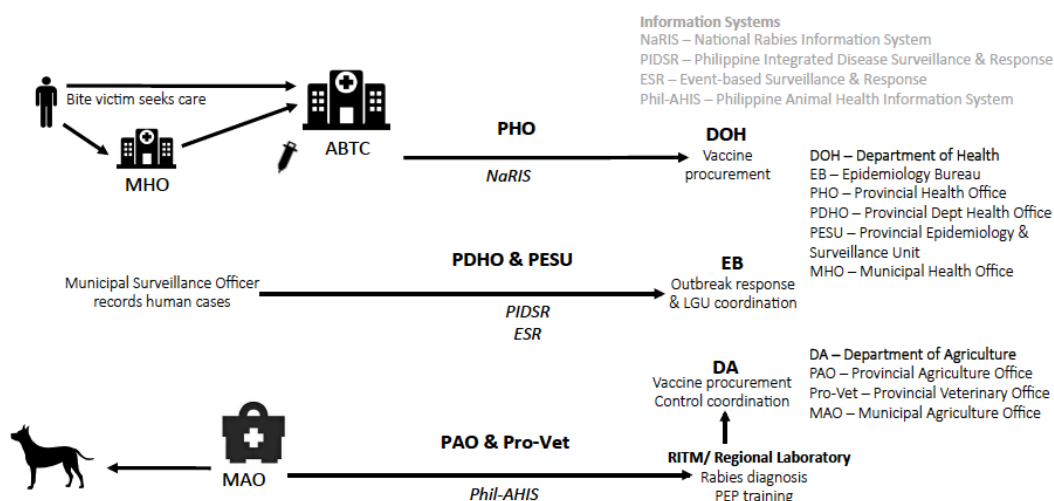 Information Systems
NaRIS – National Rabies Information System
PIDSR – Philippine Integrated Disease Surveillance & Response
ESR – Event-based Surveillance & Response
Phil-AHIS – Philippine Animal Health Information System
Bite victim seeks care
MHO
ABTC
PHO
NaRIS
DOH
Vaccine
procurement
DOH – Department of Health
EB – Epidemiology Bureau
PHO – Provincial Health Office
PDHO – Provincial Dept Health Office
PESU – Provincial Epidemiology &
Surveillance Unit
MHO – Municipal Health Office
Municipal Surveillance Officer
records human cases
PDHO & PESU
PIDSR
ESR
EB
Outbreak response
& LGU coordination
DA
Vaccine procurement
Control coordination
DA – Department of Agriculture
PAO – Provincial Agriculture Office
Pro-Vet – Provincial Veterinary Office
MAO – Municipal Agriculture Office
MAO
PAO & Pro-Vet
Phil-AHIS
RITM/ Regional Laboratory
Rabies diagnosis
PEP training